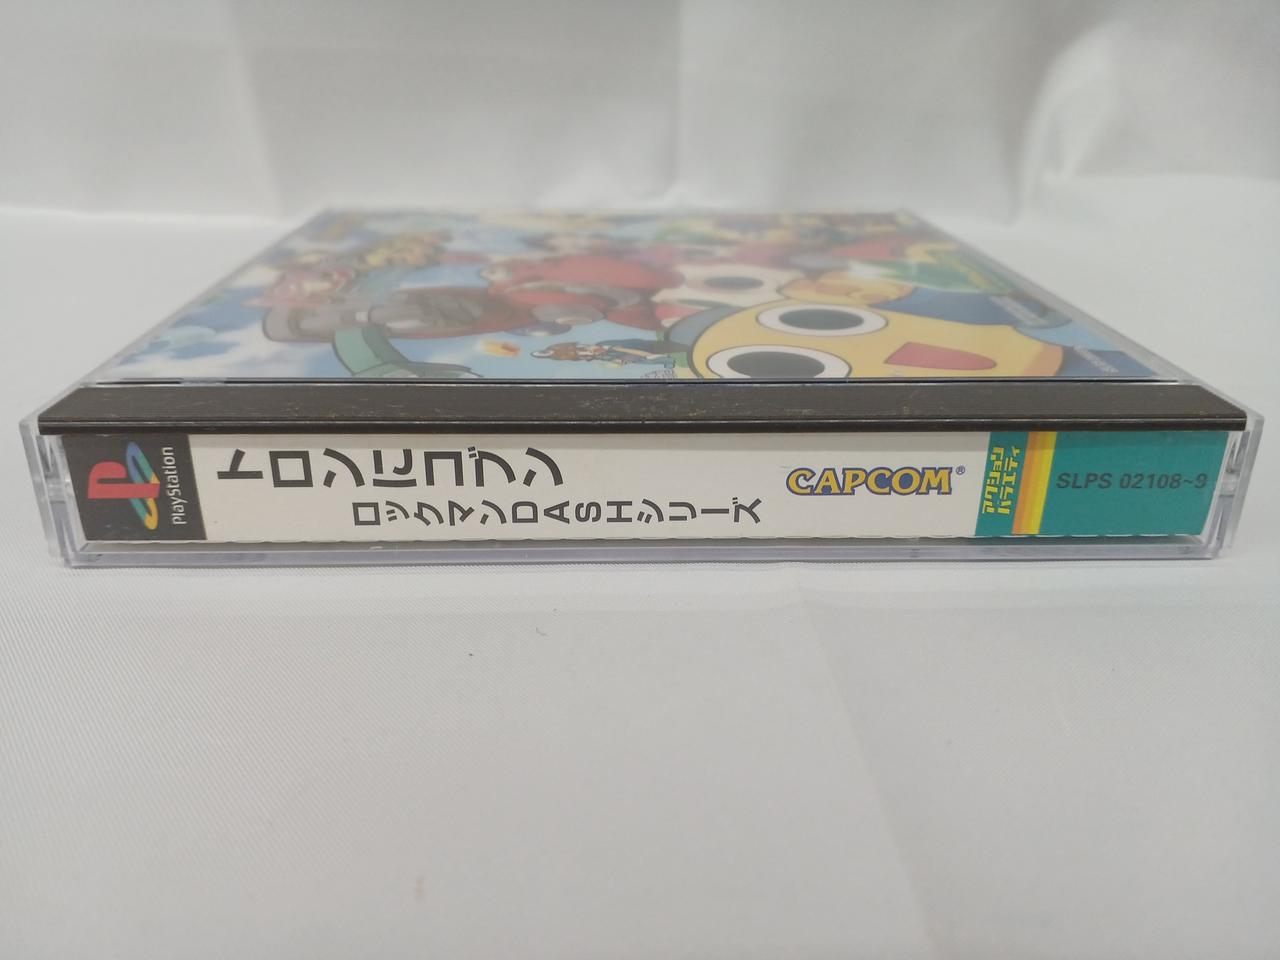 PlayStation
トロンにコブン
ロックマンDASHシリーズ
CAPCOM®
アクション
バラエティ
SLPS 02108~9